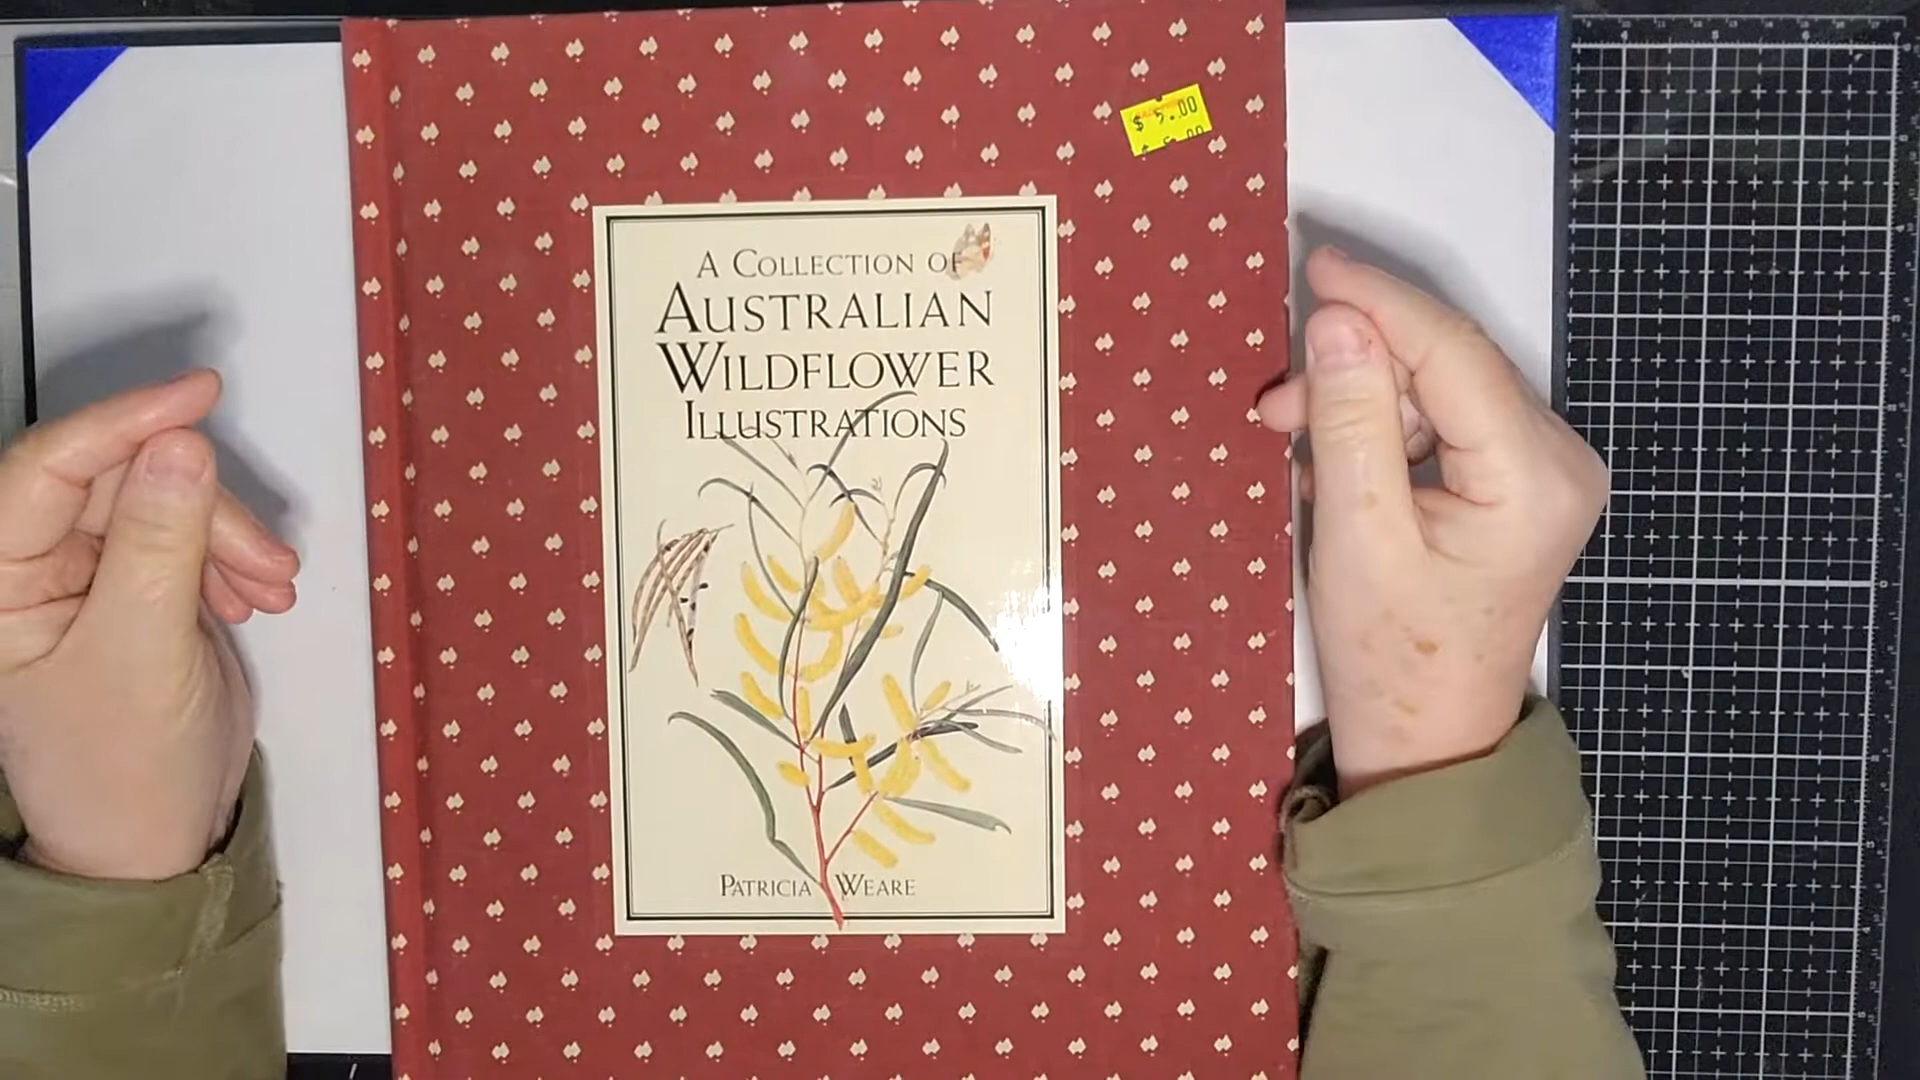 $ 5.00
A COLLECTION OF
AUSTRALIAN
WILDFLOWER
ILLUSTRATIONS
PATRICIA WEARE